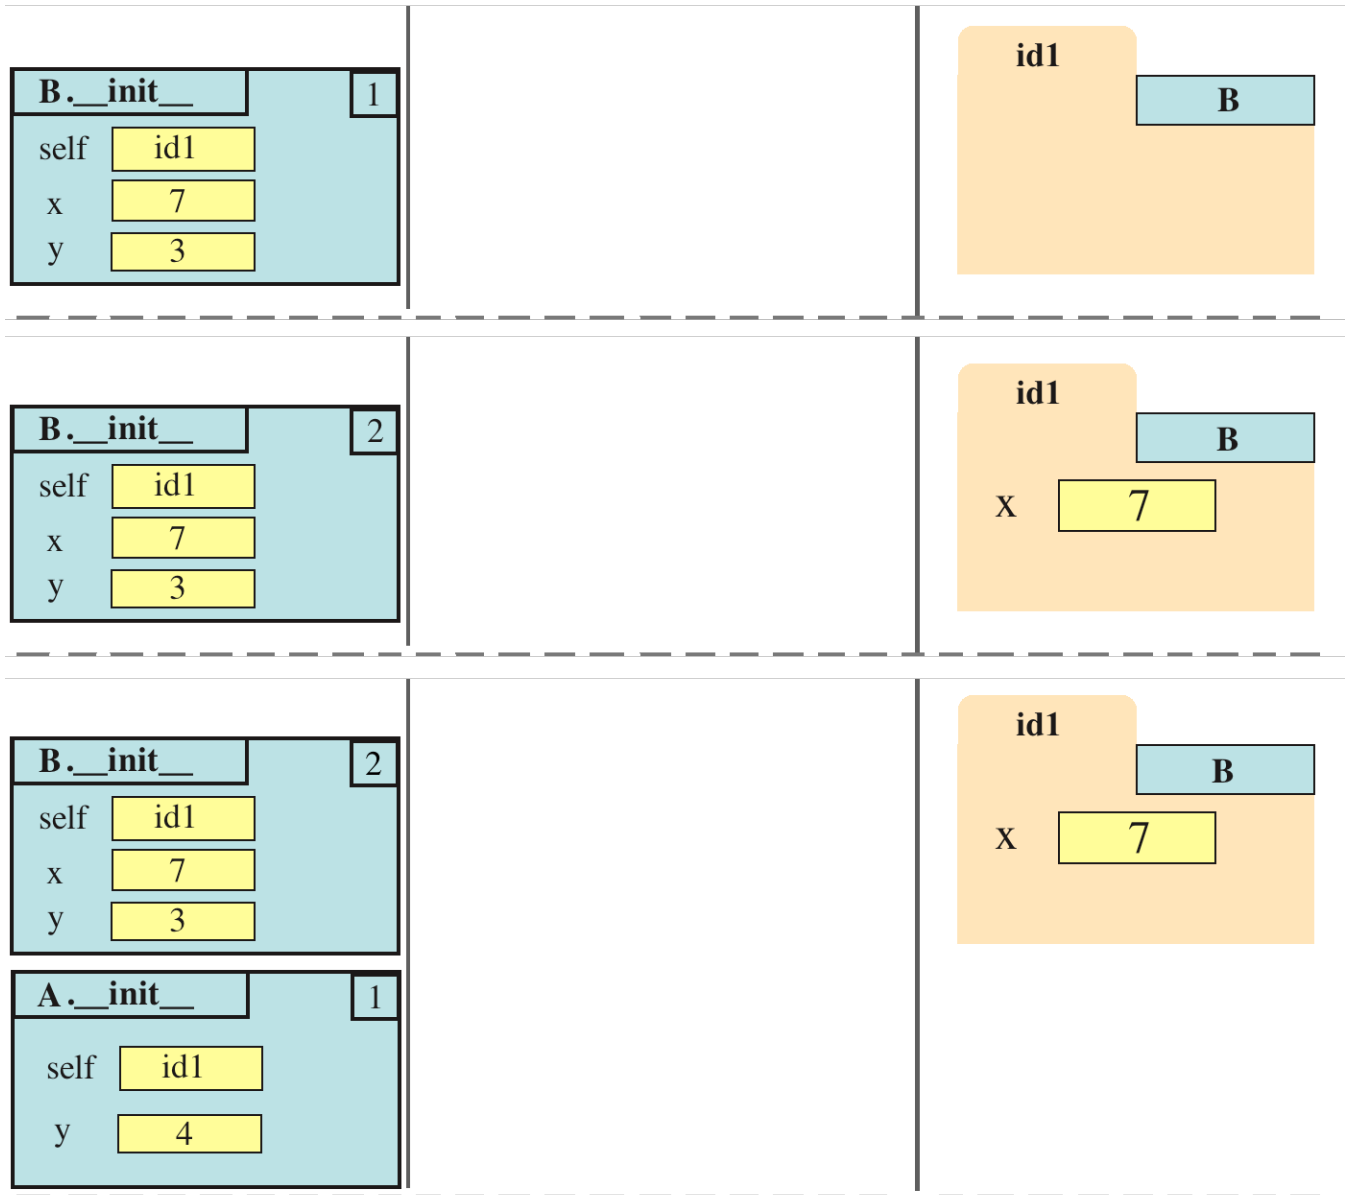 id1
B.__init__ 1
B
self id1
x 7
y 3
id1
B.__init__ 2
B
self id1
x 7
x 7
y 3
id1
B.__init__ 2
B
self id1
x 7
x 7
y 3
A.__init__ 1
self id1
y 4